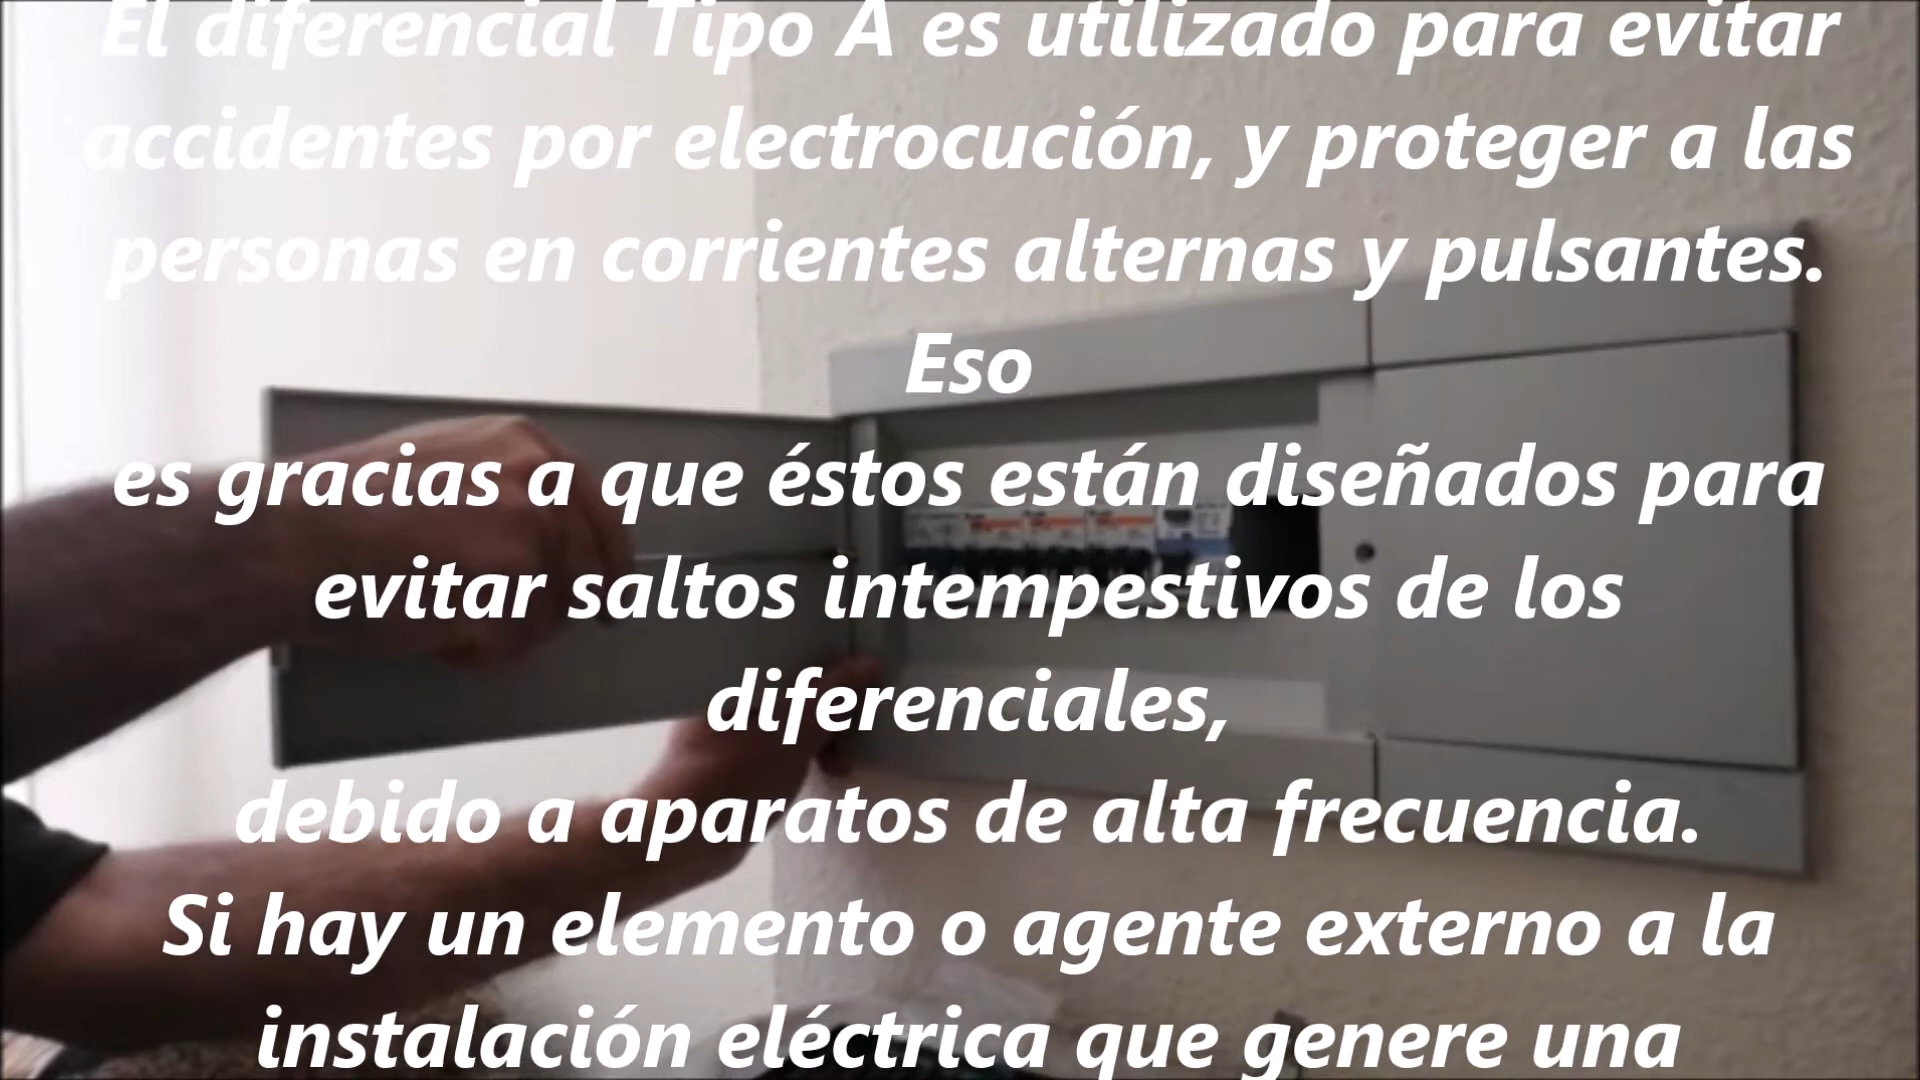 El diferencial Tipo A es utilizado para evitar
accidentes por electrocución, y proteger a las
personas en corrientes alternas y pulsantes.
Eso
es gracias a que éstos están diseñados para
evitar saltos intempestivos de los
diferenciales,
debido a aparatos de alta frecuencia.
Si hay un elemento o agente externo a la
instalación eléctrica que genere una